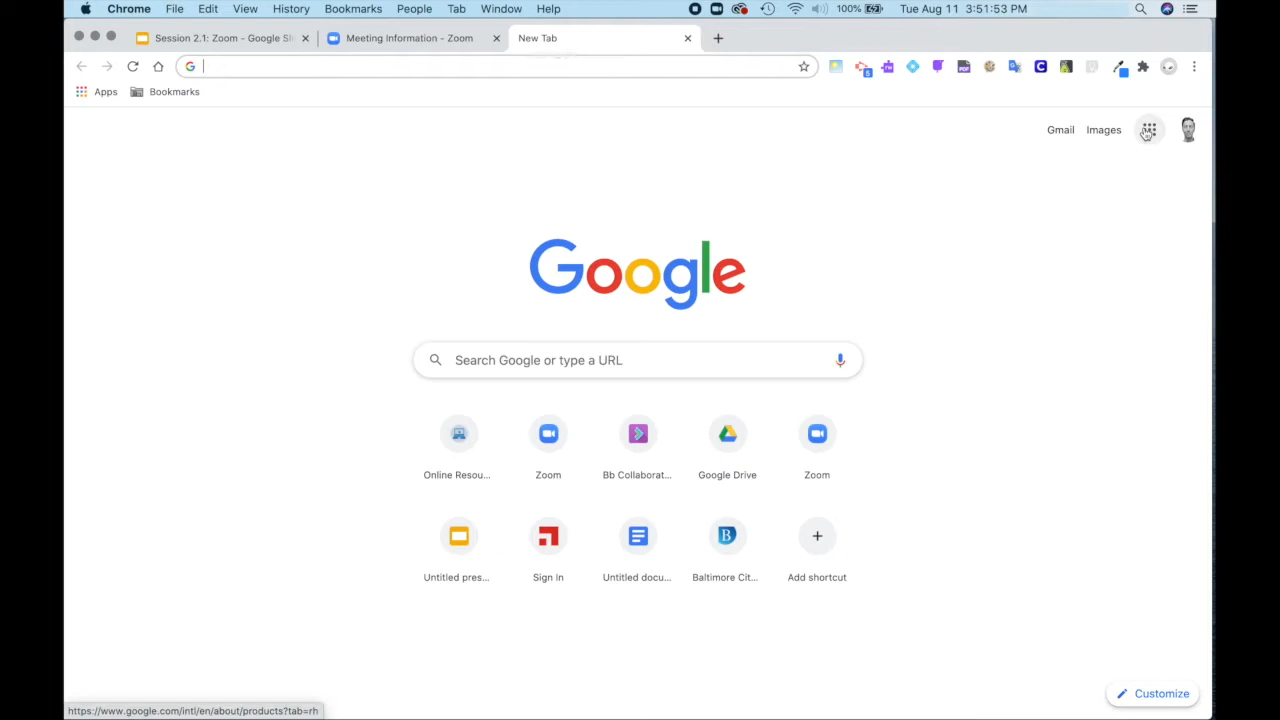 Chrome File Edit View History Bookmarks People Tab Window Help 100% Tue Aug 11 3:51:53 PM
Session 2.1: Zoom - Google Sli Meeting Information - Zoom New Tab
Apps Bookmarks
Gmail Images
Google
Search Google or type a URL
Online Resou... Zoom Bb Collaborat... Google Drive Zoom
Untitled pres... Sign In Untitled docu... Baltimore Cit... Add shortcut
Customize
https://www.google.com/intl/en/about/products?tab=rh